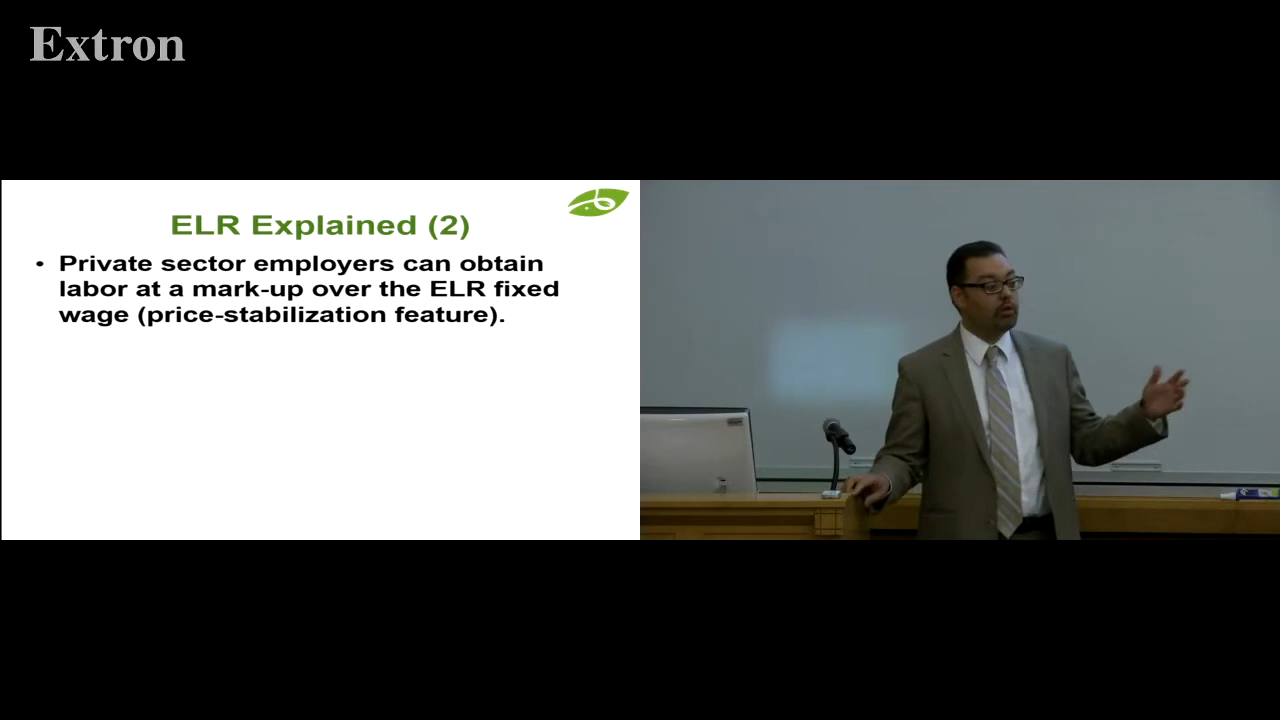 Extron
ELR Explained (2)
• Private sector employers can obtain
labor at a mark-up over the ELR fixed
wage (price-stabilization feature).